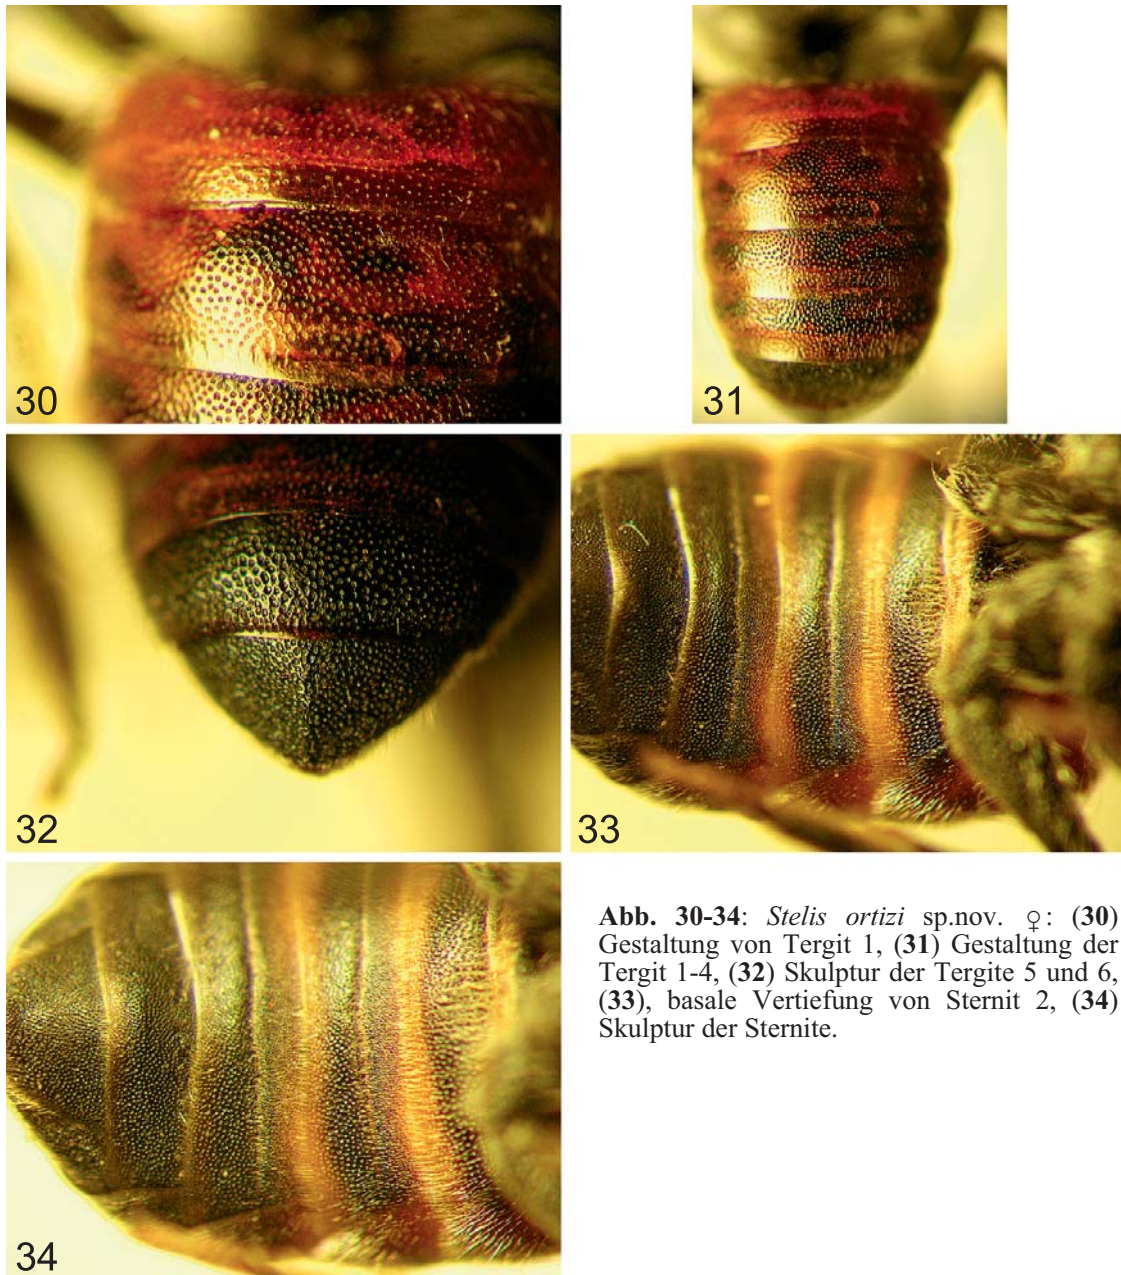 30
31
32
33
34
Abb. 30-34: Stelis ortizi sp.nov. ♀: (30)
Gestaltung von Tergit 1, (31) Gestaltung der
Tergit 1-4, (32) Skulptur der Tergite 5 und 6,
(33), basale Vertiefung von Sternit 2, (34)
Skulptur der Sternite.